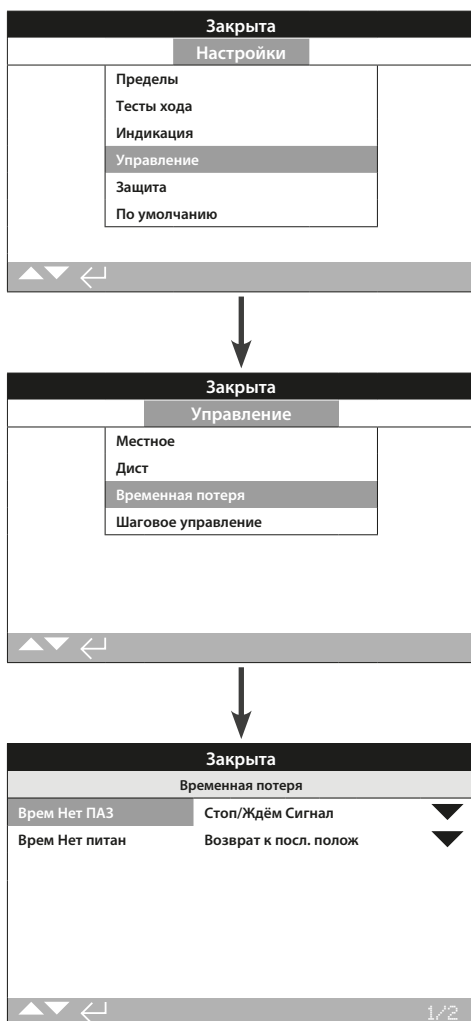 Закрыта
Настройки
Пределы
Тесты хода
Индикация
Управление
Защита
По умолчанию
Закрыта
Управление
Местное
Дист
Временная потеря
Шаговое управление
Закрыта
Временная потеря
Врем Нет ПАЗ Стоп/Ждём Сигнал
Врем Нет питан Возврат к посл. полож
1/2